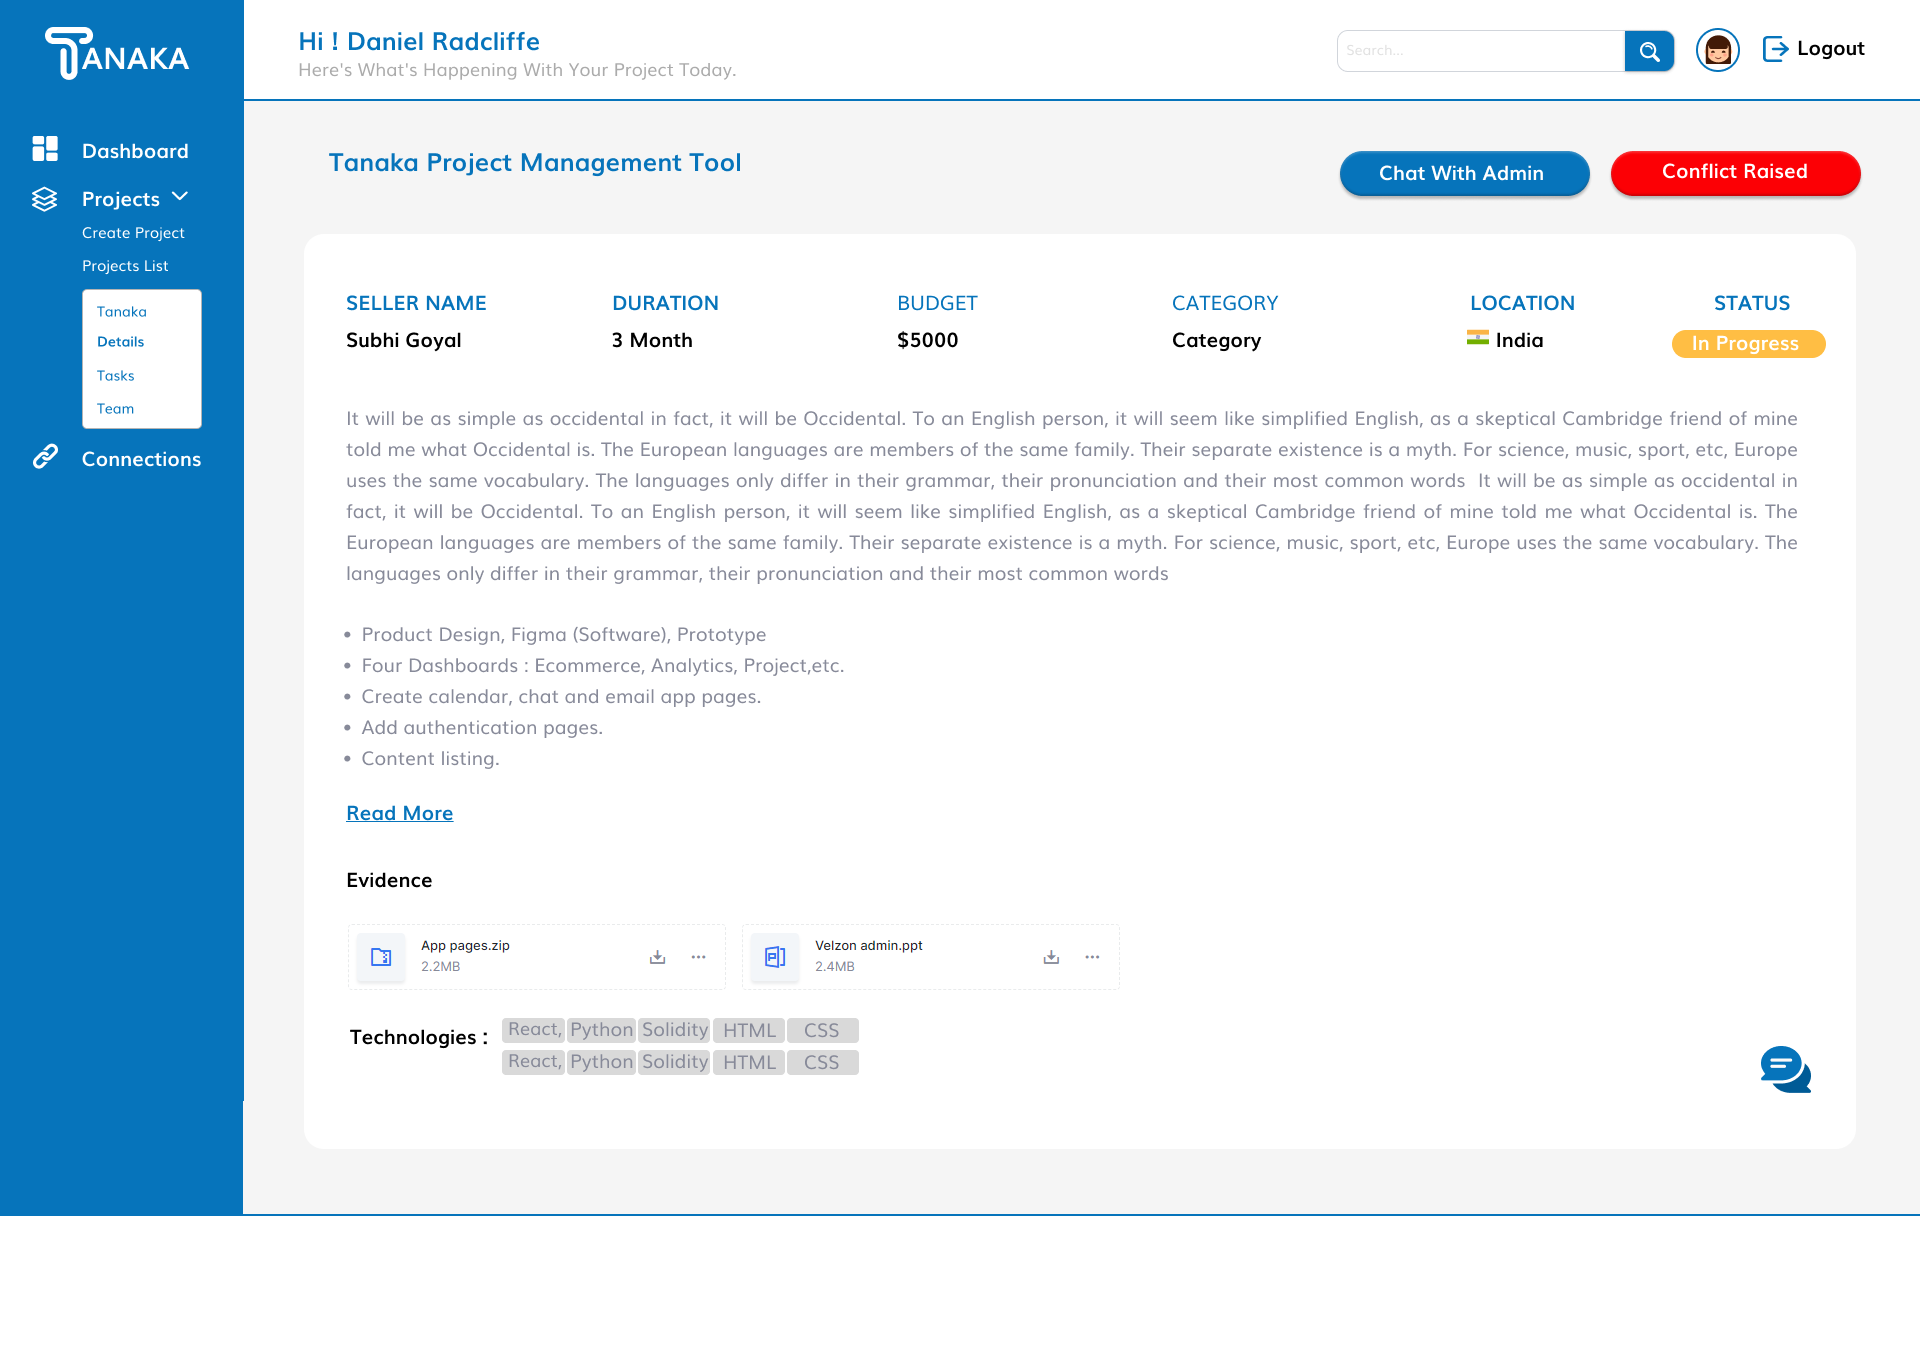 TANAKA
Hi ! Daniel Radcliffe
Here's What's Happening With Your Project Today.
Search...
Logout
Dashboard
Projects
Create Project
Projects List
Tanaka
Details
Tasks
Team
Connections
Tanaka Project Management Tool
Chat With Admin
Conflict Raised
SELLER NAME DURATION BUDGET CATEGORY LOCATION STATUS
Subhi Goyal 3 Month $5000 Category India In Progress
It will be as simple as occidental in fact, it will be Occidental. To an English person, it will seem like simplified English, as a skeptical Cambridge friend of mine
told me what Occidental is. The European languages are members of the same family. Their separate existence is a myth. For science, music, sport, etc, Europe
uses the same vocabulary. The languages only differ in their grammar, their pronunciation and their most common words It will be as simple as occidental in
fact, it will be Occidental. To an English person, it will seem like simplified English, as a skeptical Cambridge friend of mine told me what Occidental is. The
European languages are members of the same family. Their separate existence is a myth. For science, music, sport, etc, Europe uses the same vocabulary. The
languages only differ in their grammar, their pronunciation and their most common words
• Product Design, Figma (Software), Prototype
• Four Dashboards : Ecommerce, Analytics, Project,etc.
• Create calendar, chat and email app pages.
• Add authentication pages.
• Content listing.
Read More
Evidence
App pages.zip
2.2MB
Velzon admin.ppt
2.4MB
Technologies : React, Python Solidity HTML CSS
React, Python Solidity HTML CSS